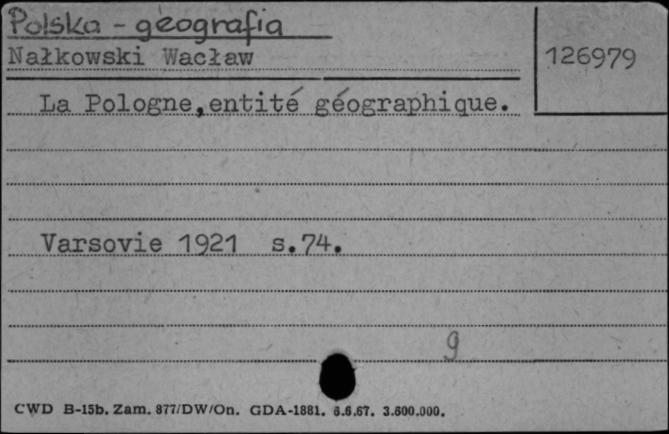 Polska - geografia
Nałkowski Wacław
126979
La Pologne,entité géographique.
Varsovie 1921 s.74.
9
CWD B-15b. Zam. 877/DW/On. GDA-1881. 6.6.67. 3.600.000.